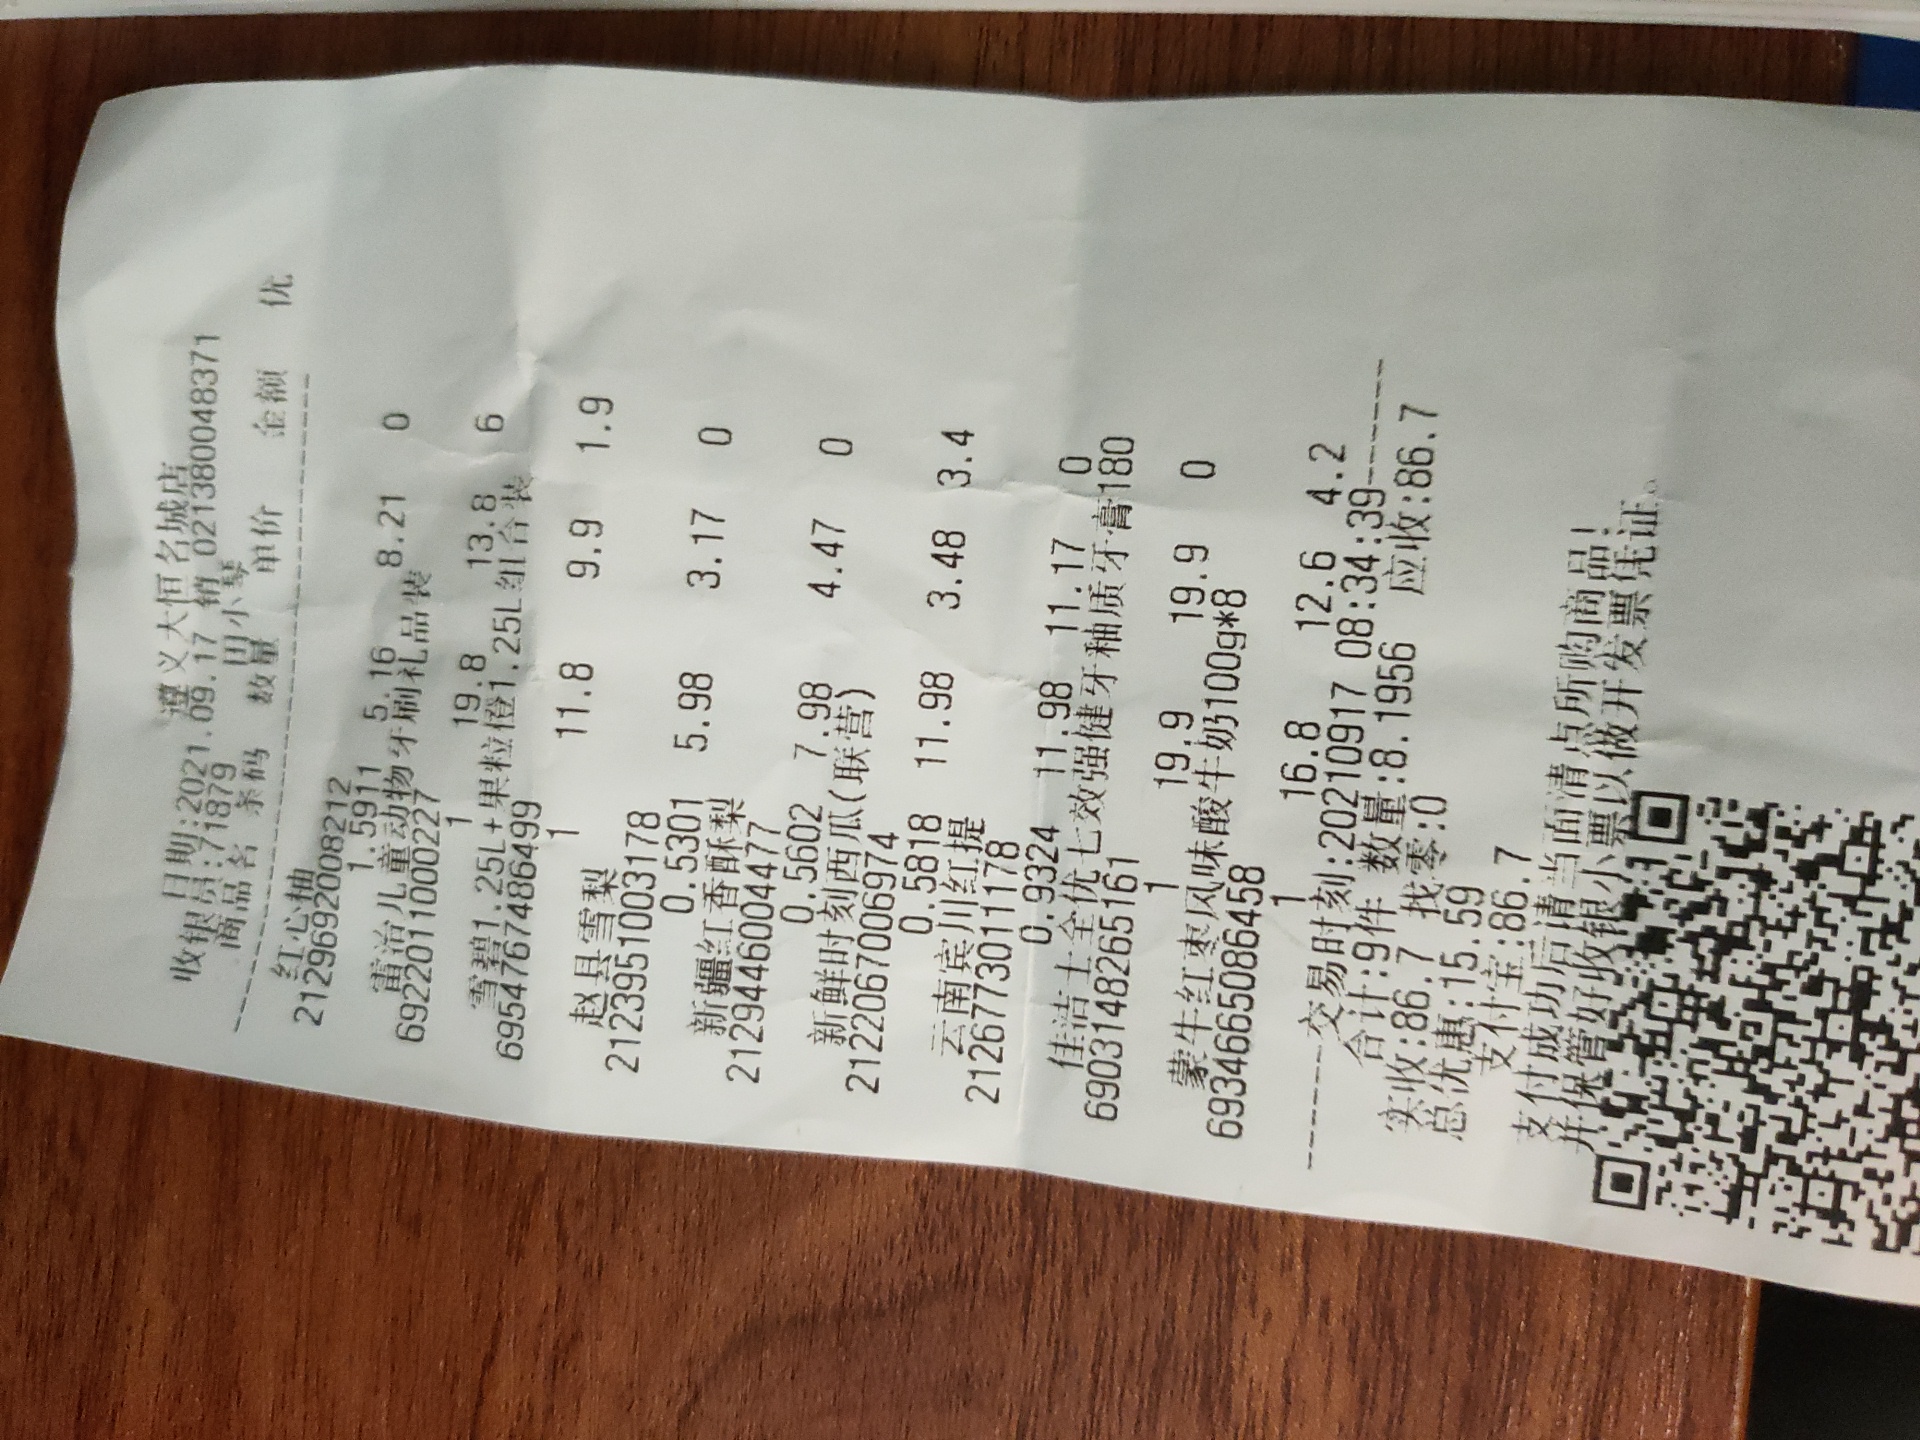 遵义大恒名城店
日期:2021.09.17 销 0213800048371
收银员:71879 田小琴
商品名 条码 数量 单价 金额 优
红心柚
2129692008212
1.5911 5.16 8.21 0
雷治儿童动物牙刷礼品装
6922201100227
1 19.8 13.8 6
雪碧1.25L+果粒橙1.25L组合装
6954767486499
1 11.8 9.9 1.9
赵县雪梨
2123951003178
0.5301 5.98 3.17 0
新疆红香酥梨
2129446004477
0.5602 7.98 4.47 0
新鲜时刻西瓜(联营)
2122067006974
0.5818 11.98 3.48 3.4
云南宾川红提
2126773011178
0.9324 11.98 11.17 0
佳洁士全优七效强健牙釉质牙膏180
6903148265161
1 19.9 19.9 0
蒙牛红枣风味酸牛奶100g*8
6934665086458
1 16.8 12.6 4.2
交易时刻:20210917 08:34:39
合计:9件 数量:8.1956 应收:86.7
实收:86.7 找零:0
总优惠:15.59
支付宝:86.7
支付成功后请当面清点所购商品!
并保管好收银小票以做开发票凭证。